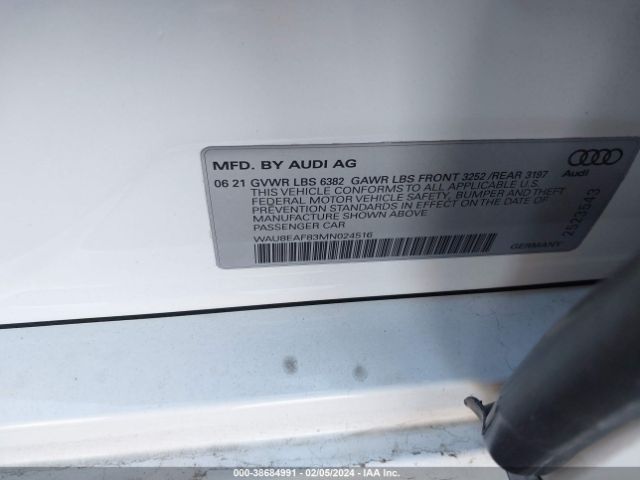 MFD. BY AUDI AG
06 21 GVWR LBS 6382 GAWR LBS FRONT 3252 /REAR 3197
THIS VEHICLE CONFORMS TO ALL APPLICABLE U.S.
FEDERAL MOTOR VEHICLE SAFETY, BUMPER AND THEFT
PREVENTION STANDARDS IN EFFECT ON THE DATE OF
MANUFACTURE SHOWN ABOVE
PASSENGER CAR
WAU8EAF83MN024516
GERMANY
Audi
2523543
000-38684991 - 02/05/2024 - IAA Inc.